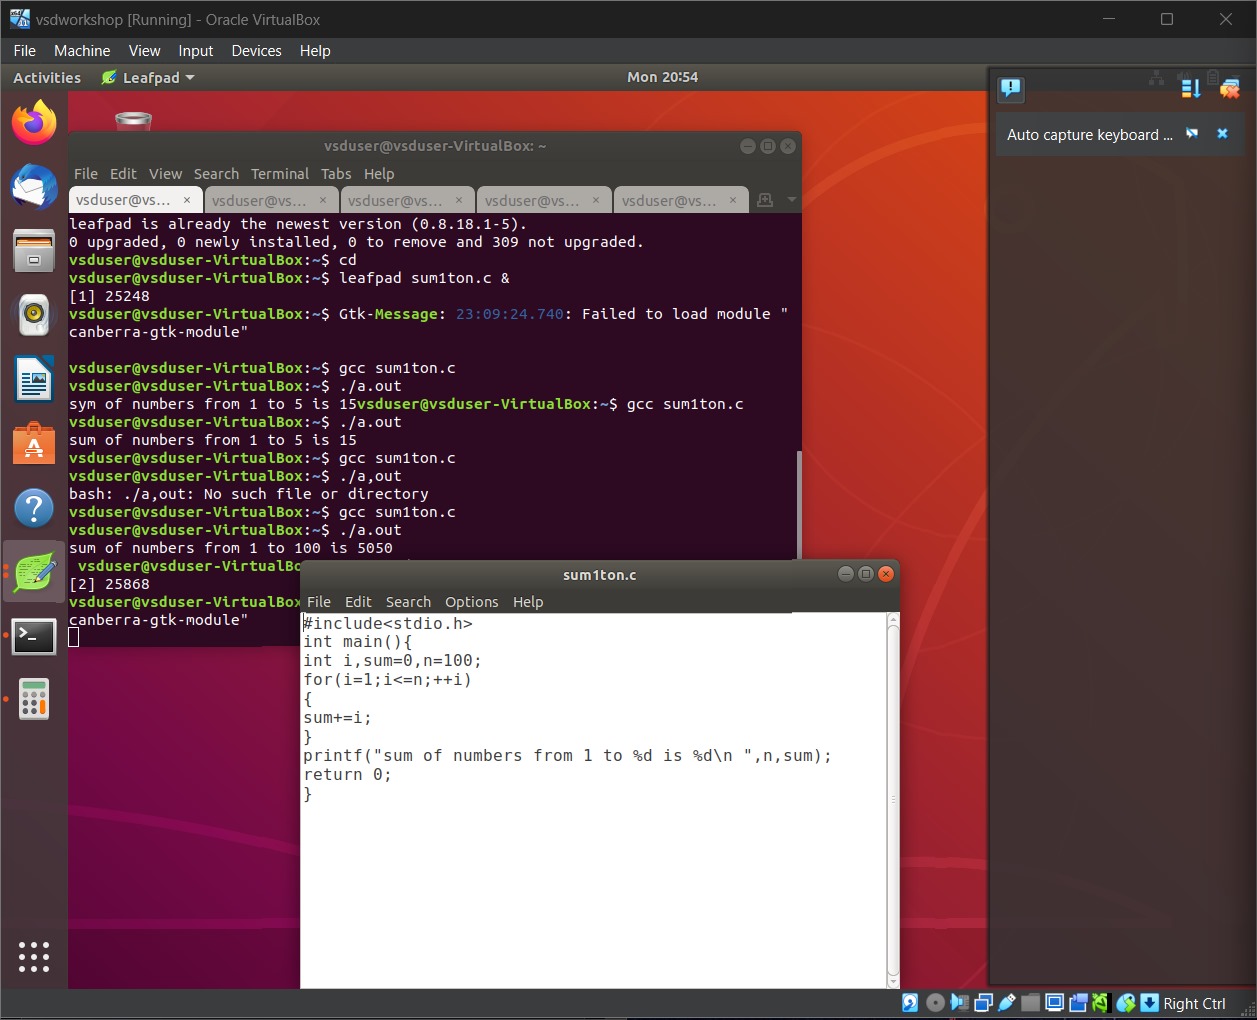 vsdworkshop [Running] - Oracle VirtualBox
File Machine View Input Devices Help
Activities Leafpad Mon 20:54
Auto capture keyboard ...
vsduser@vsduser-VirtualBox: ~
File Edit View Search Terminal Tabs Help
vsduser@vs... × vsduser@vs... × vsduser@vs... × vsduser@vs... × vsduser@vs... ×
leafpad is already the newest version (0.8.18.1-5).
0 upgraded, 0 newly installed, 0 to remove and 309 not upgraded.
vsduser@vsduser-VirtualBox:~$ cd
vsduser@vsduser-VirtualBox:~$ leafpad sum1ton.c &
[1] 25248
vsduser@vsduser-VirtualBox:~$ Gtk-Message: 23:09:24.740: Failed to load module "
canberra-gtk-module"
vsduser@vsduser-VirtualBox:~$ gcc sum1ton.c
vsduser@vsduser-VirtualBox:~$ ./a.out
sym of numbers from 1 to 5 is 15vsduser@vsduser-VirtualBox:~$ gcc sum1ton.c
vsduser@vsduser-VirtualBox:~$ ./a.out
sum of numbers from 1 to 5 is 15
vsduser@vsduser-VirtualBox:~$ gcc sum1ton.c
vsduser@vsduser-VirtualBox:~$ ./a,out
bash: ./a,out: No such file or directory
vsduser@vsduser-VirtualBox:~$ gcc sum1ton.c
vsduser@vsduser-VirtualBox:~$ ./a.out
sum of numbers from 1 to 100 is 5050
vsduser@vsduser-VirtualBo
[2] 25868
vsduser@vsduser-VirtualBox
canberra-gtk-module"
sum1ton.c
File Edit Search Options Help
#include<stdio.h>
int main(){
int i,sum=0,n=100;
for(i=1;i<=n;++i)
{
sum+=i;
}
printf("sum of numbers from 1 to %d is %d\n ",n,sum);
return 0;
}
Right Ctrl